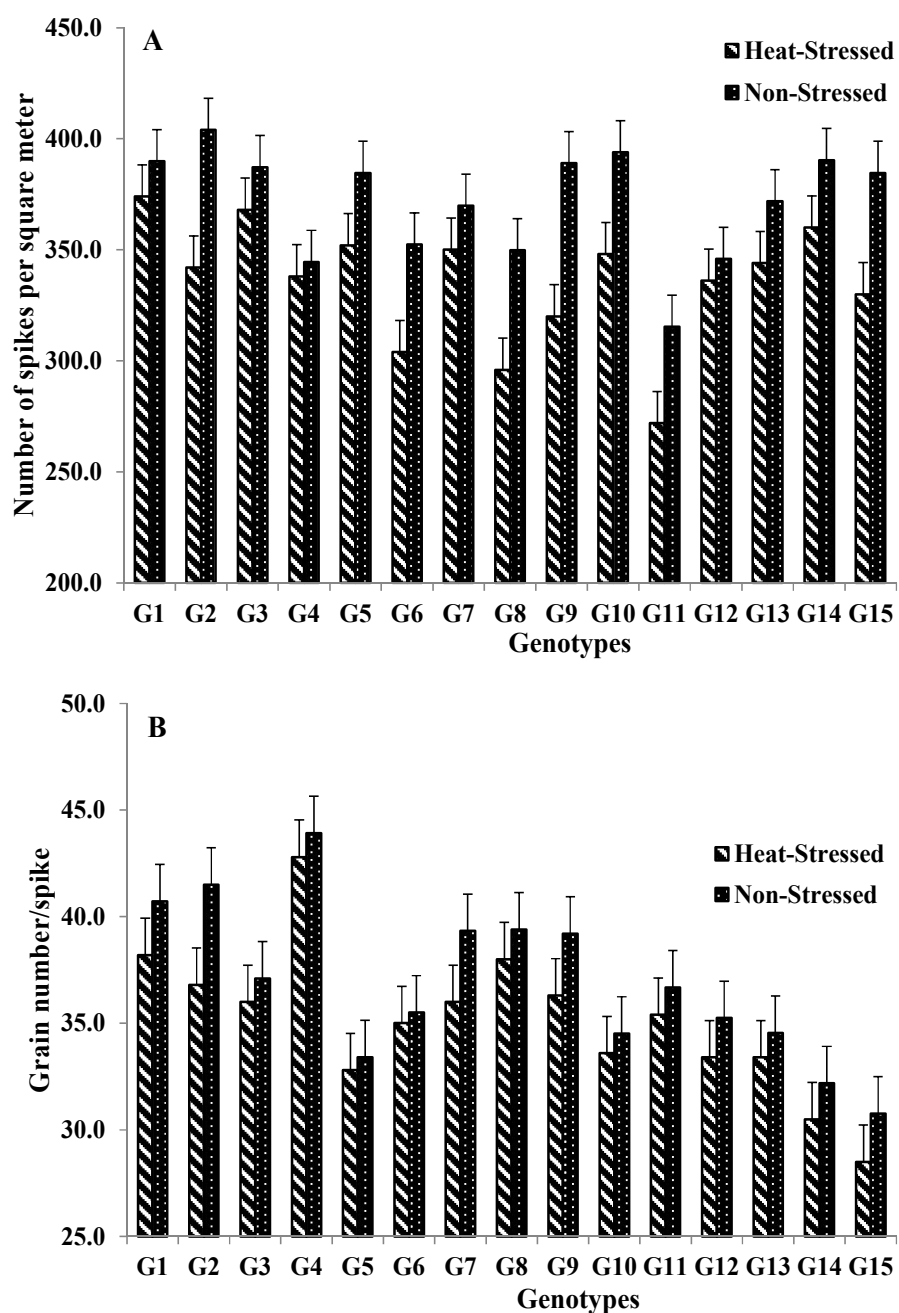 A
Heat-Stressed
Non-Stressed
Number of spikes per square meter
450.0
400.0
350.0
300.0
250.0
200.0
G1 G2 G3 G4 G5 G6 G7 G8 G9 G10 G11 G12 G13 G14 G15
Genotypes
B
Heat-Stressed
Non-Stressed
Grain number/spike
50.0
45.0
40.0
35.0
30.0
25.0
G1 G2 G3 G4 G5 G6 G7 G8 G9 G10 G11 G12 G13 G14 G15
Genotypes